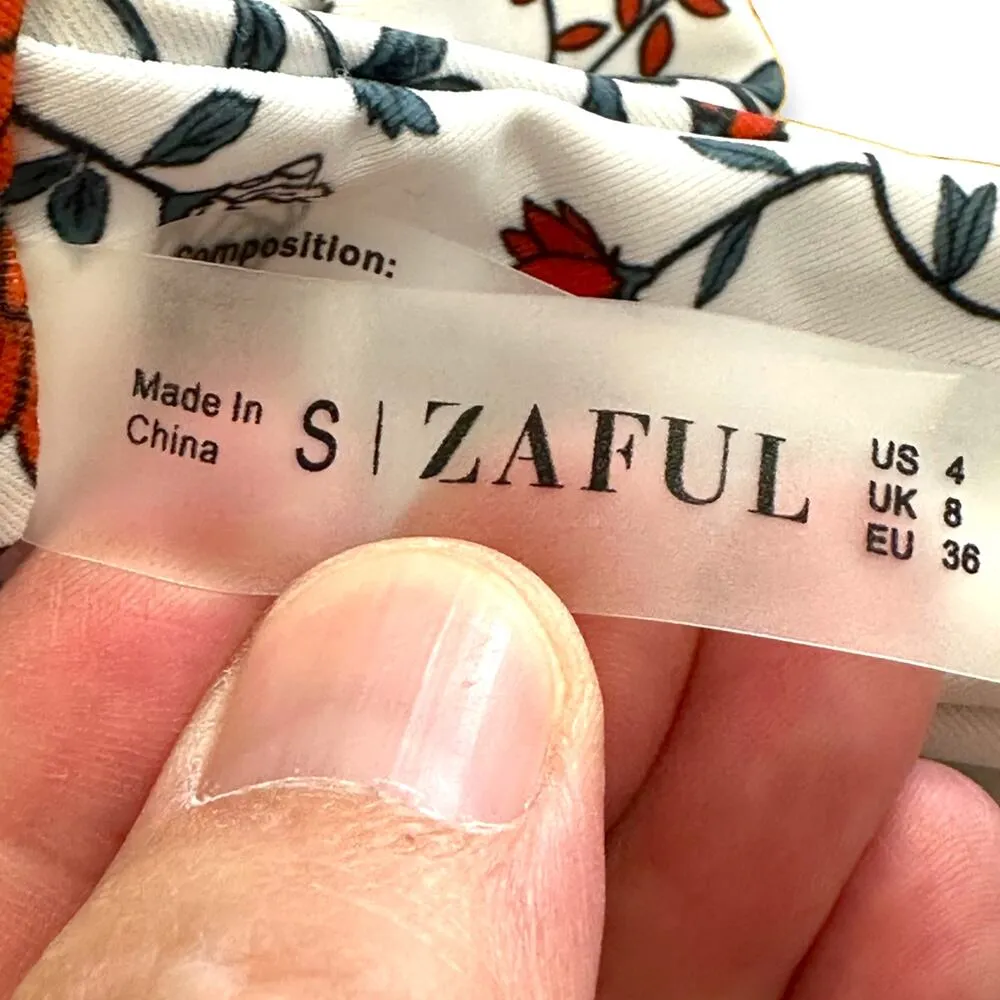 composition:
Made In
China
S | ZAFUL
US 4
UK 8
EU 36